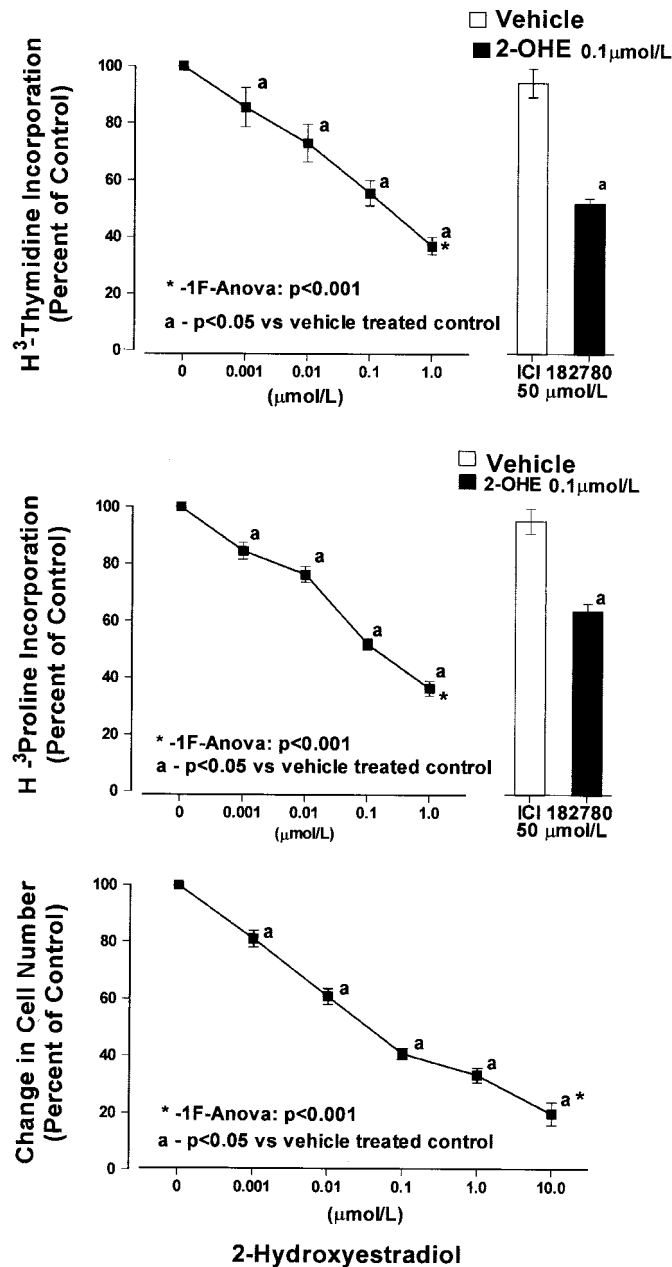 Vehicle
2-OHE 0.1µmol/L
H³-Thymidine Incorporation
(Percent of Control)
100
80
60
40
20
0
a
a
a
a
*
* -1F-Anova: p<0.001
a - p<0.05 vs vehicle treated control
0 0.001 0.01 0.1 1.0
(µmol/L)
a
ICI 182780
50 µmol/L
Vehicle
2-OHE 0.1µmol/L
H -³Proline Incorporation
(Percent of Control)
100
80
60
40
20
0
a
a
a
a
*
* -1F-Anova: p<0.001
a - p<0.05 vs vehicle treated control
0 0.001 0.01 0.1 1.0
(µmol/L)
a
ICI 182780
50 µmol/L
Change in Cell Number
(Percent of Control)
100
80
60
40
20
0
a
a
a
a
a *
* -1F-Anova: p<0.001
a - p<0.05 vs vehicle treated control
0 0.001 0.01 0.1 1.0 10.0
(µmol/L)
2-Hydroxyestradiol